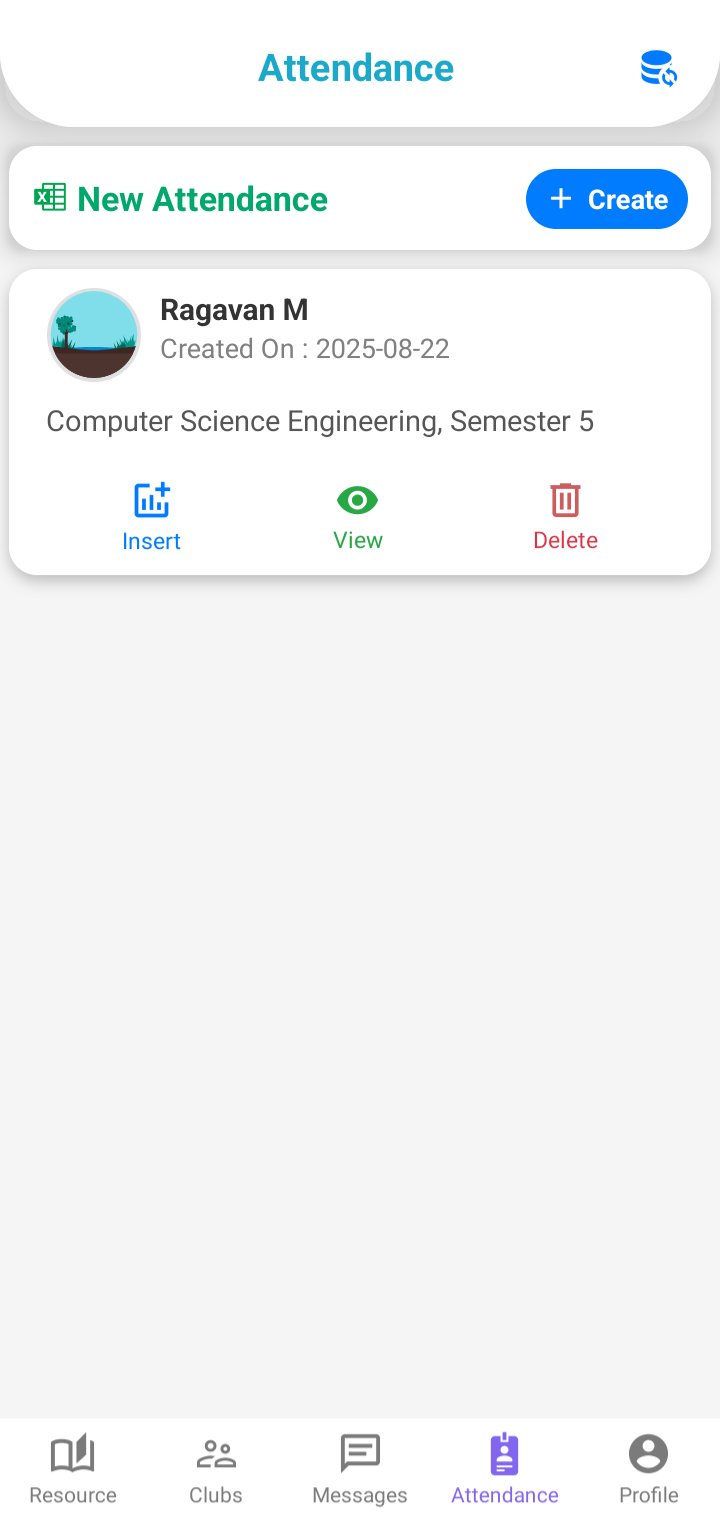 Attendance
New Attendance
+ Create
Ragavan M
Created On : 2025-08-22
Computer Science Engineering, Semester 5
Insert View Delete
Resource Clubs Messages Attendance Profile